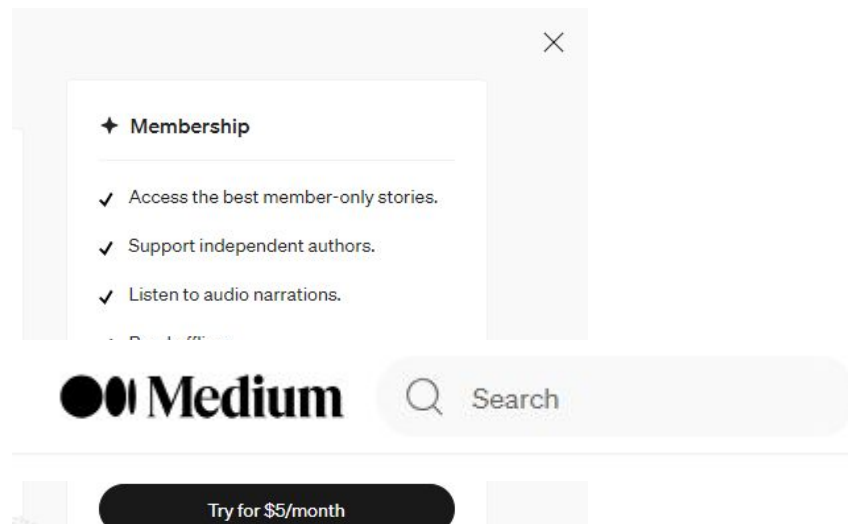 Membership
Access the best member-only stories.
Support independent authors.
Listen to audio narrations.
Medium Search
Try for $5/month